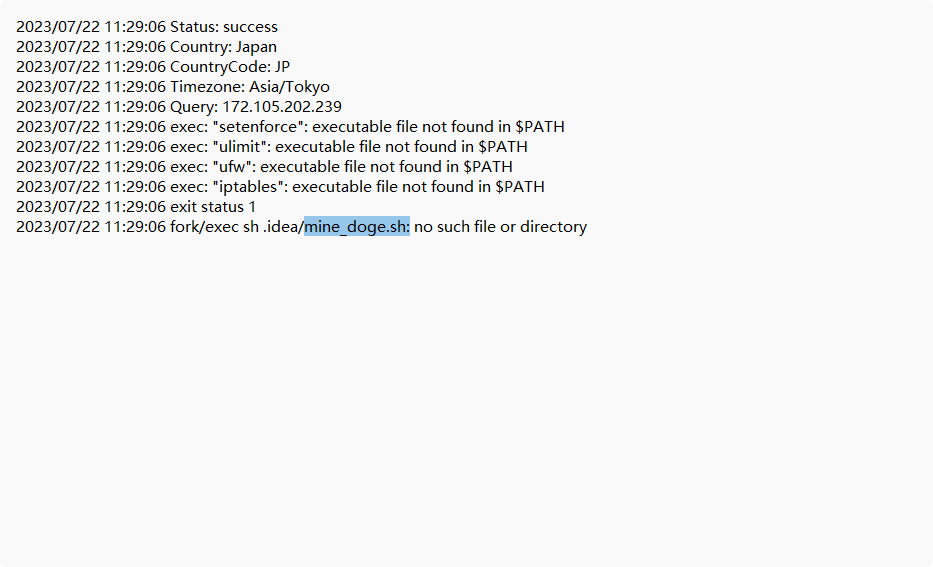 2023/07/22 11:29:06 Status: success
2023/07/22 11:29:06 Country: Japan
2023/07/22 11:29:06 CountryCode: JP
2023/07/22 11:29:06 Timezone: Asia/Tokyo
2023/07/22 11:29:06 Query: 172.105.202.239
2023/07/22 11:29:06 exec: "setenforce": executable file not found in $PATH
2023/07/22 11:29:06 exec: "ulimit": executable file not found in $PATH
2023/07/22 11:29:06 exec: "ufw": executable file not found in $PATH
2023/07/22 11:29:06 exec: "iptables": executable file not found in $PATH
2023/07/22 11:29:06 exit status 1
2023/07/22 11:29:06 fork/exec sh .idea/mine_doge.sh: no such file or directory